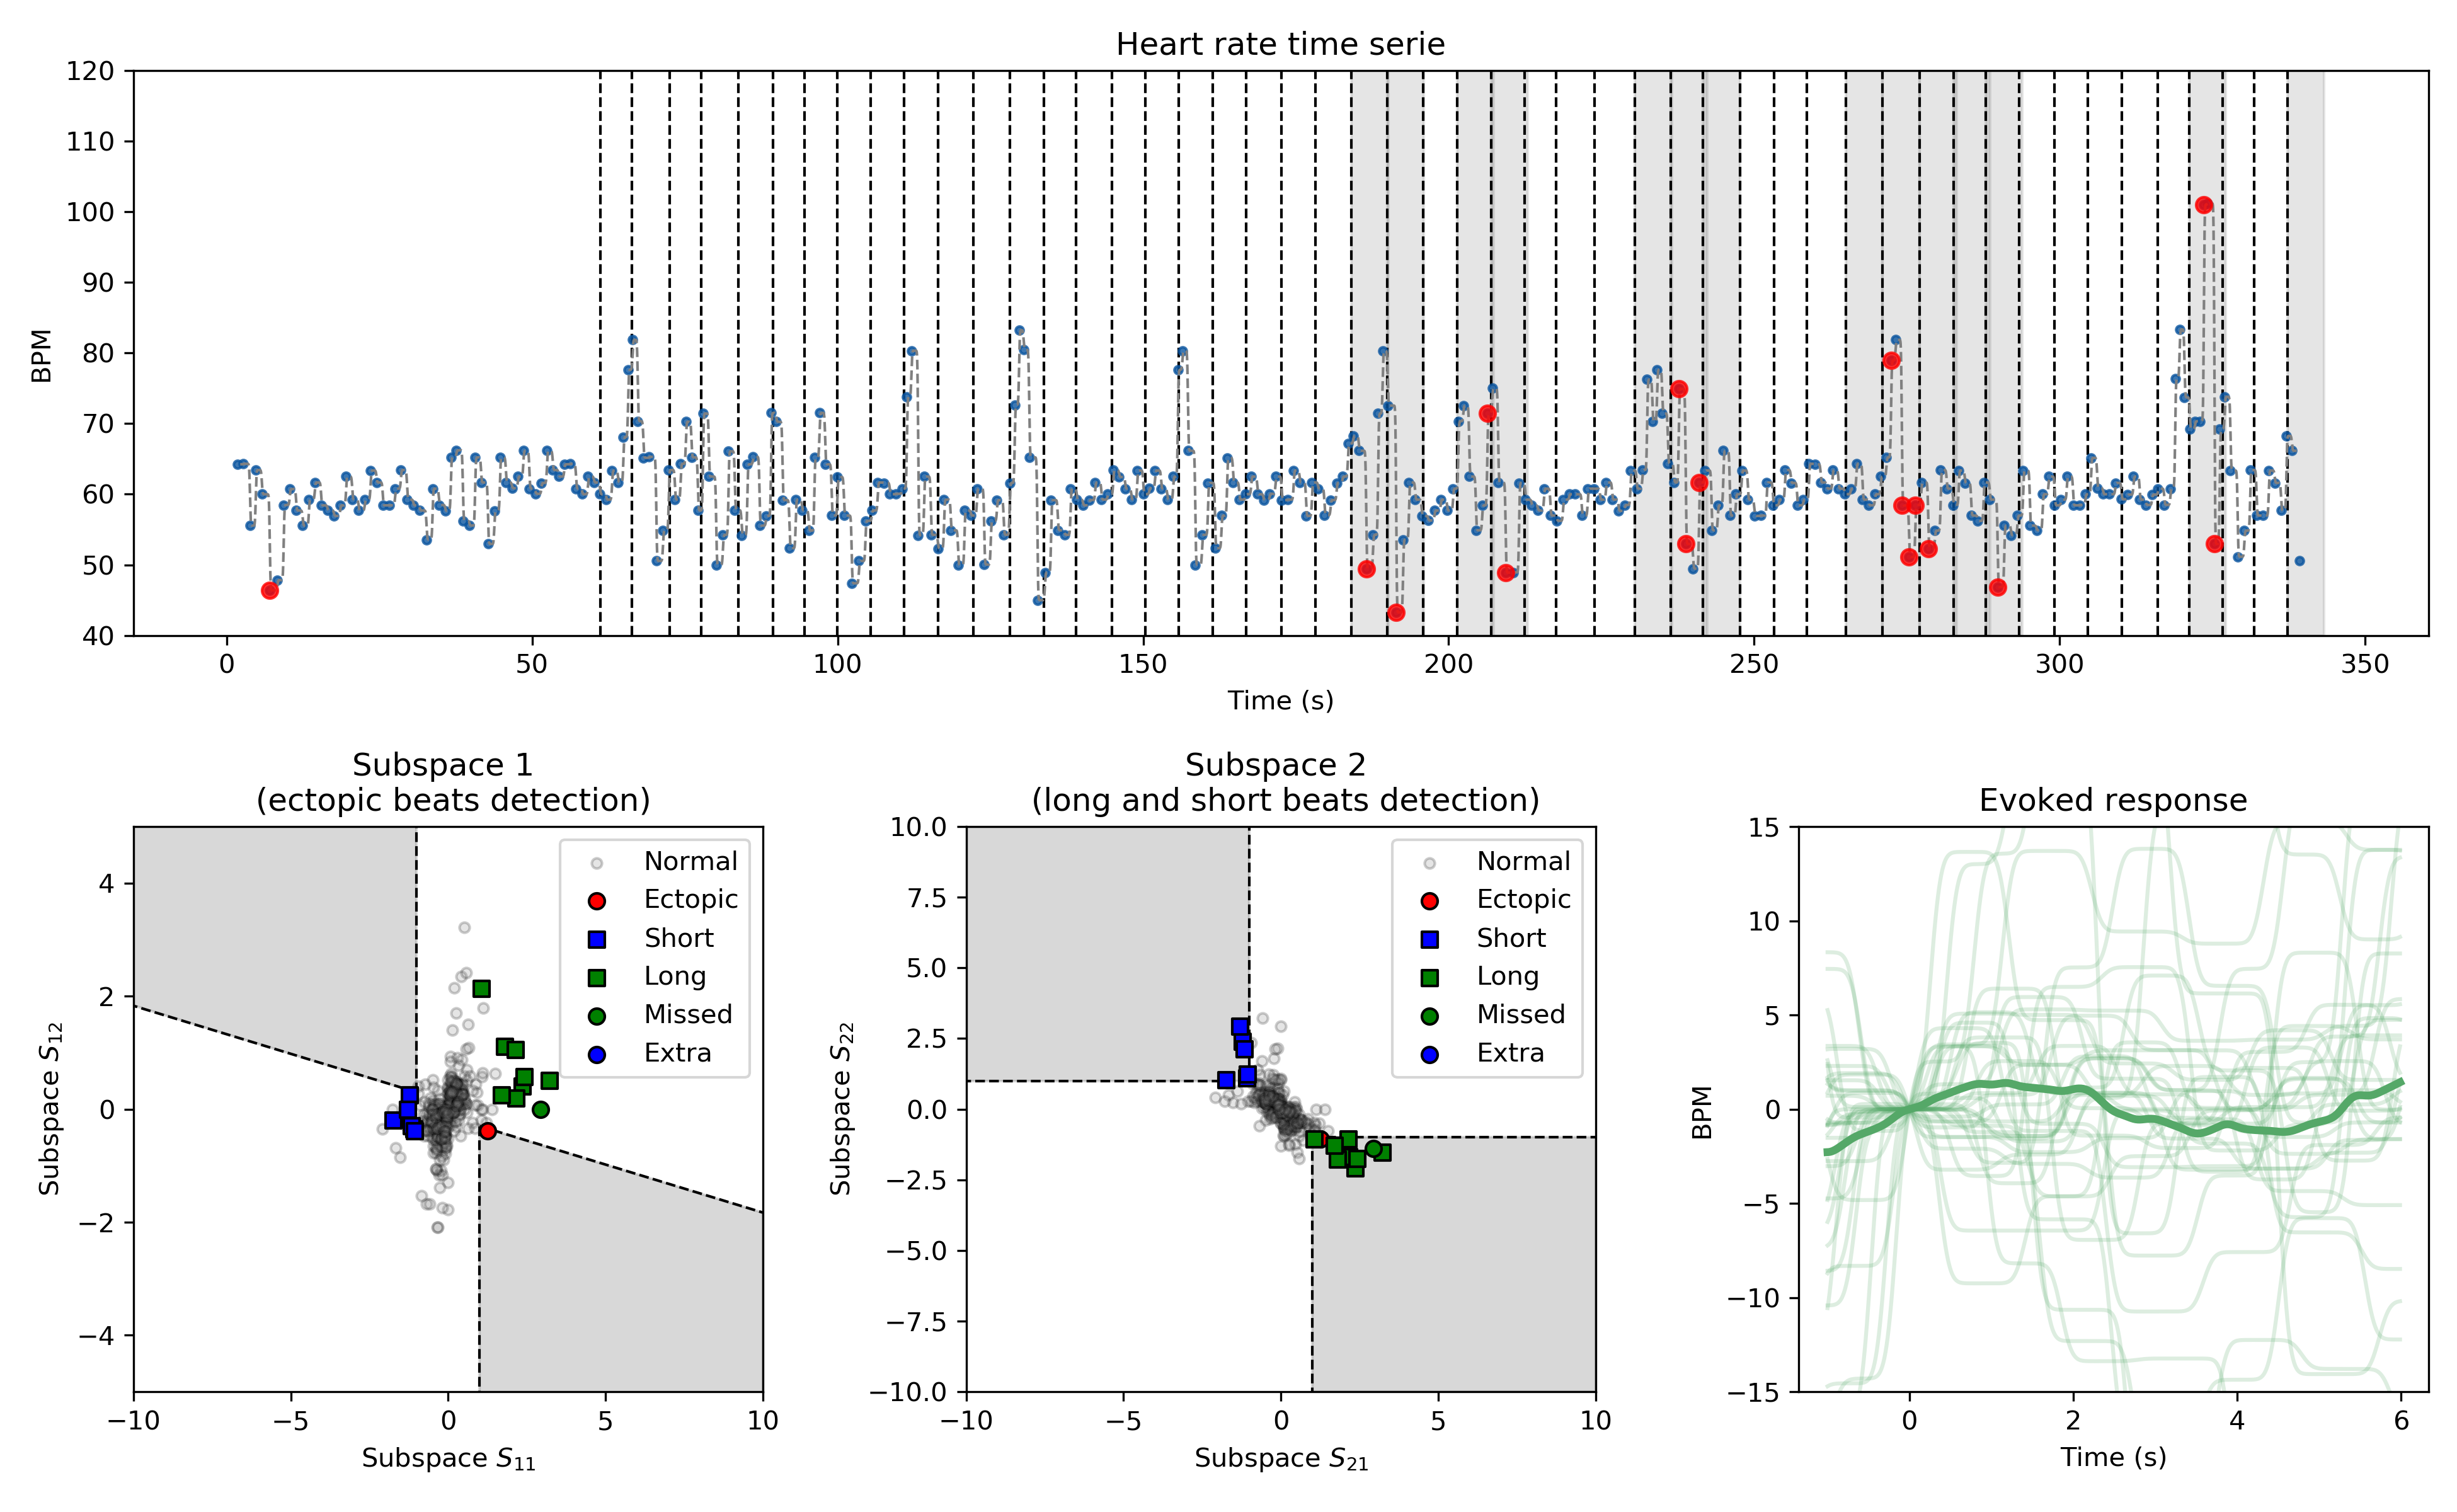 Heart rate time serie
BPM
120
110
100
90
80
70
60
50
40
0 50 100 150 200 250 300 350
Time (s)
Subspace 1
(ectopic beats detection)
Subspace S₁₂
4
2
0
−2
−4
Normal
Ectopic
Short
Long
Missed
Extra
−10 −5 0 5 10
Subspace S₁₁
Subspace 2
(long and short beats detection)
Subspace S₂₂
10.0
7.5
5.0
2.5
0.0
−2.5
−5.0
−7.5
−10.0
Normal
Ectopic
Short
Long
Missed
Extra
−10 −5 0 5 10
Subspace S₂₁
Evoked response
BPM
15
10
5
0
−5
−10
−15
0 2 4 6
Time (s)